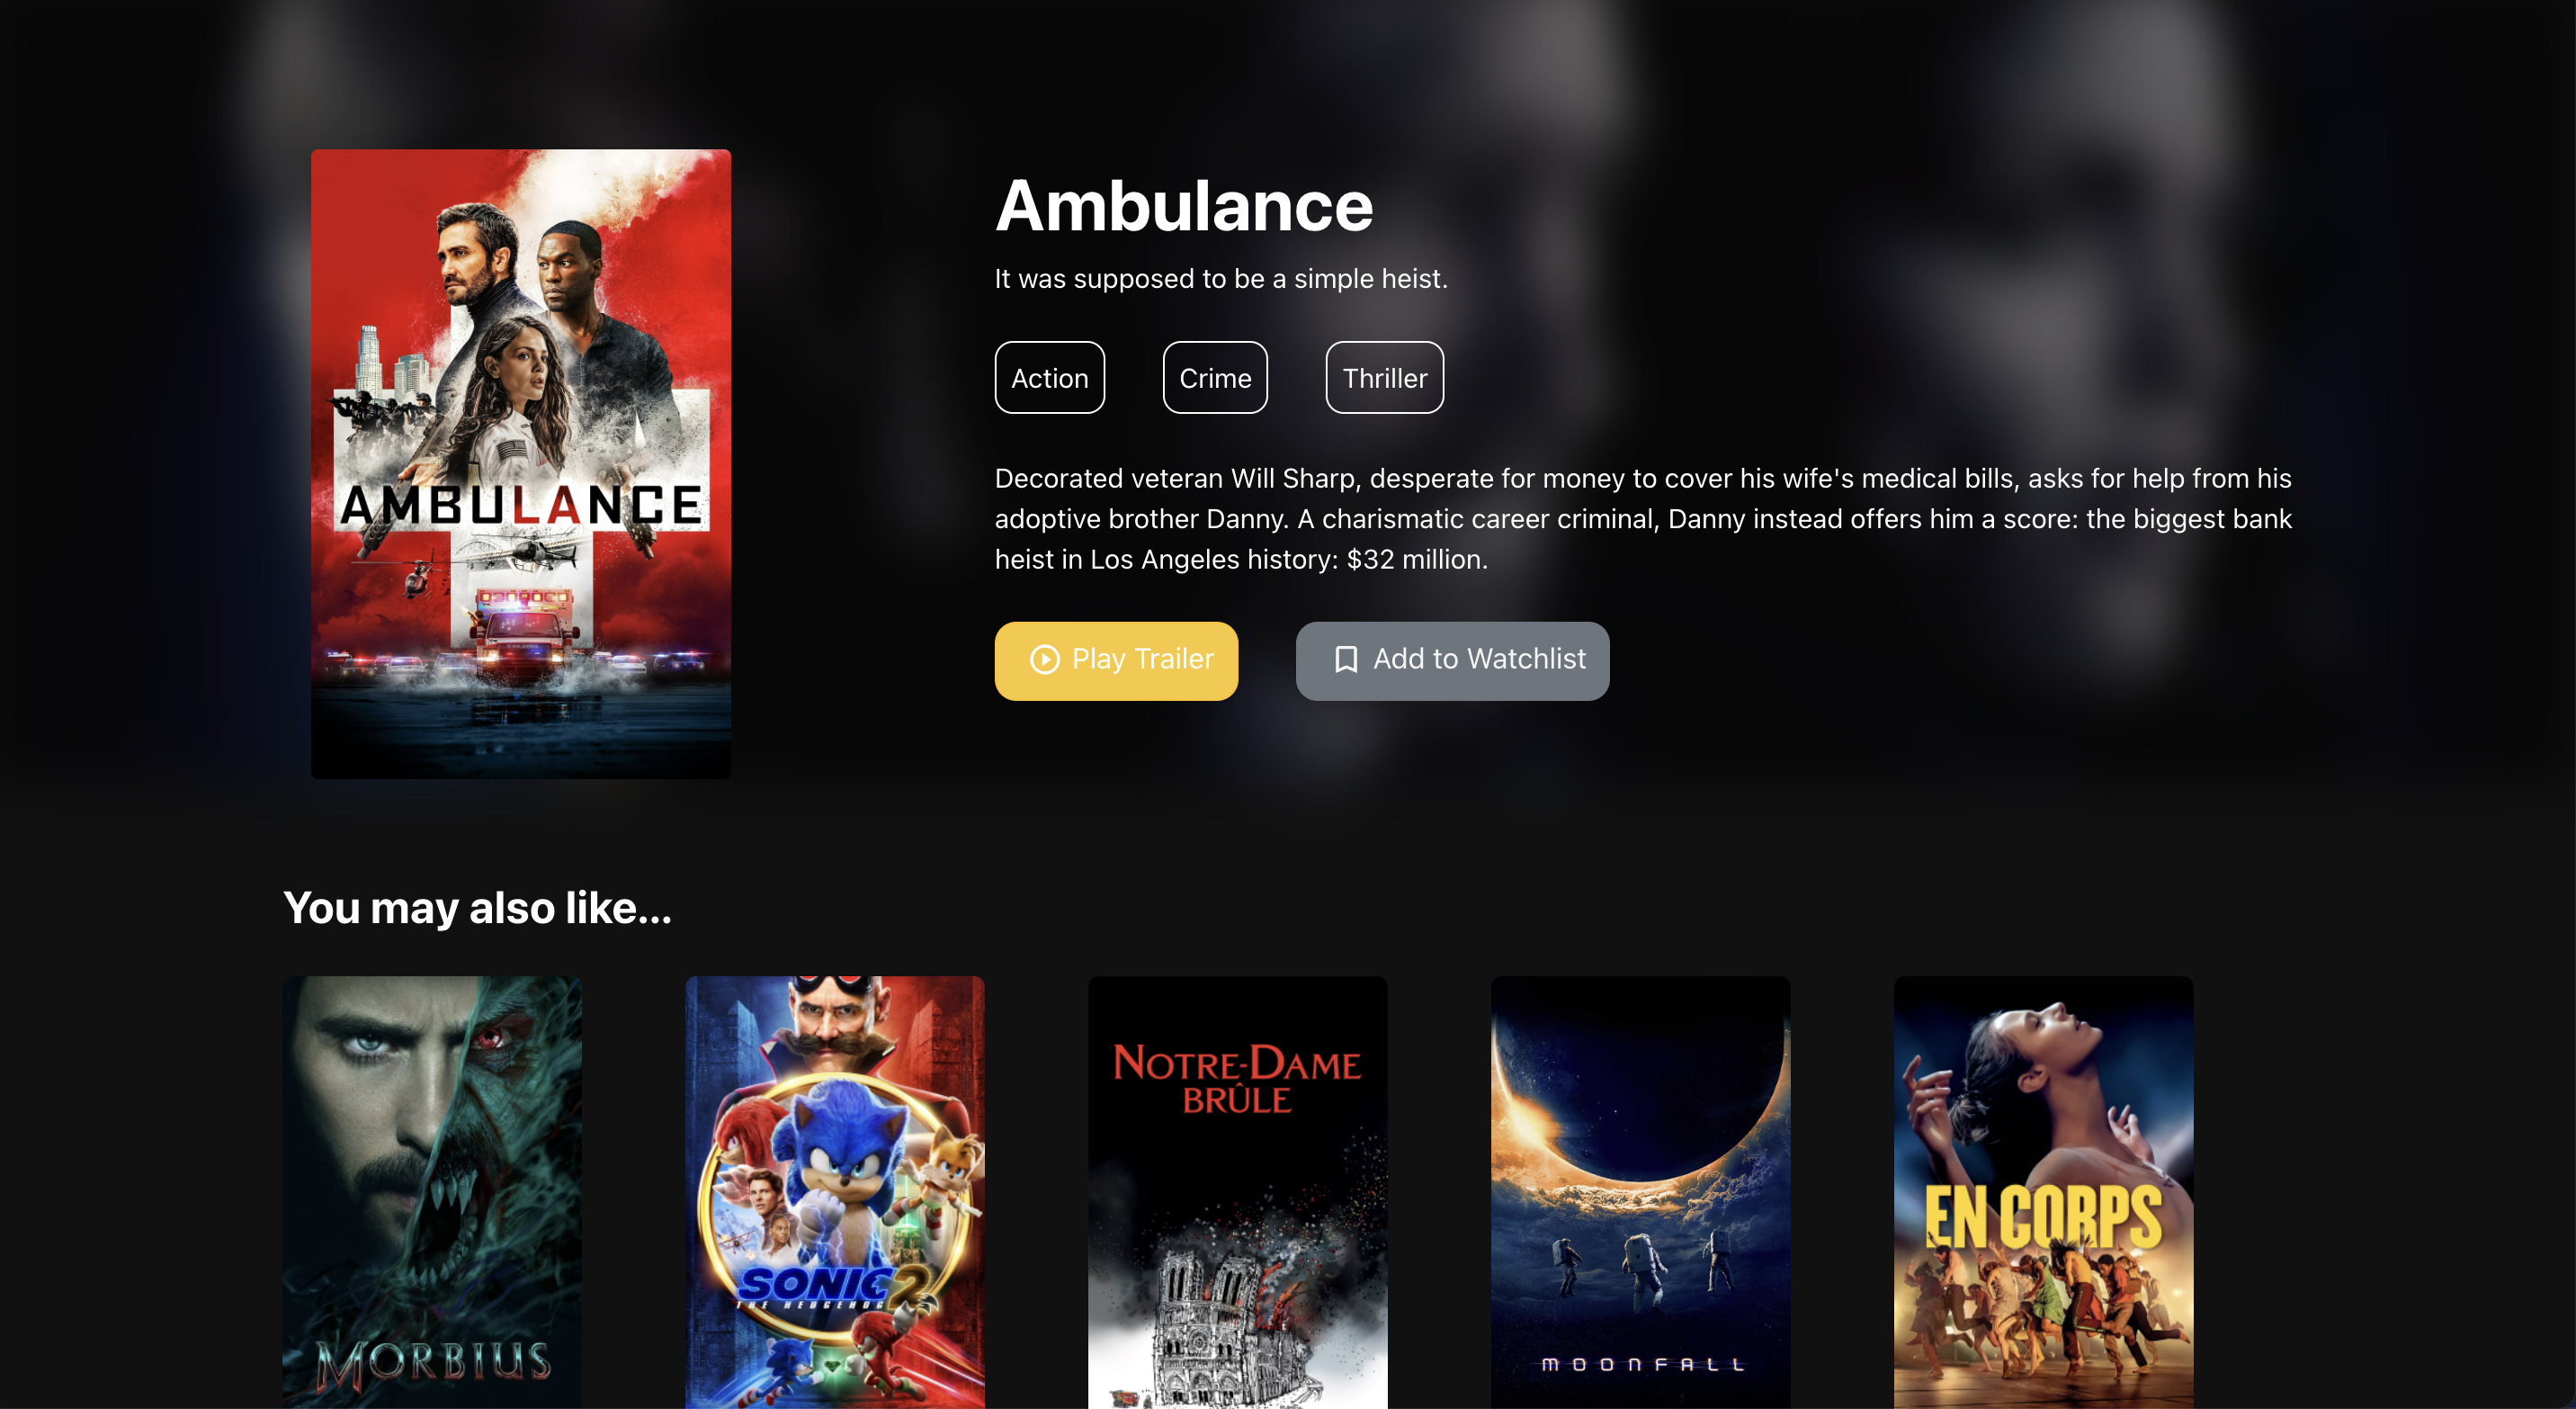 Ambulance
It was supposed to be a simple heist.
Action
Crime
Thriller
Decorated veteran Will Sharp, desperate for money to cover his wife's medical bills, asks for help from his
adoptive brother Danny. A charismatic career criminal, Danny instead offers him a score: the biggest bank
heist in Los Angeles history: $32 million.
Play Trailer
Add to Watchlist
AMBULANCE
You may also like...
MORBIUS
SONIC 2
THE HEDGEHOG
NOTRE-DAME
BRÛLE
MOONFALL
EN CORPS